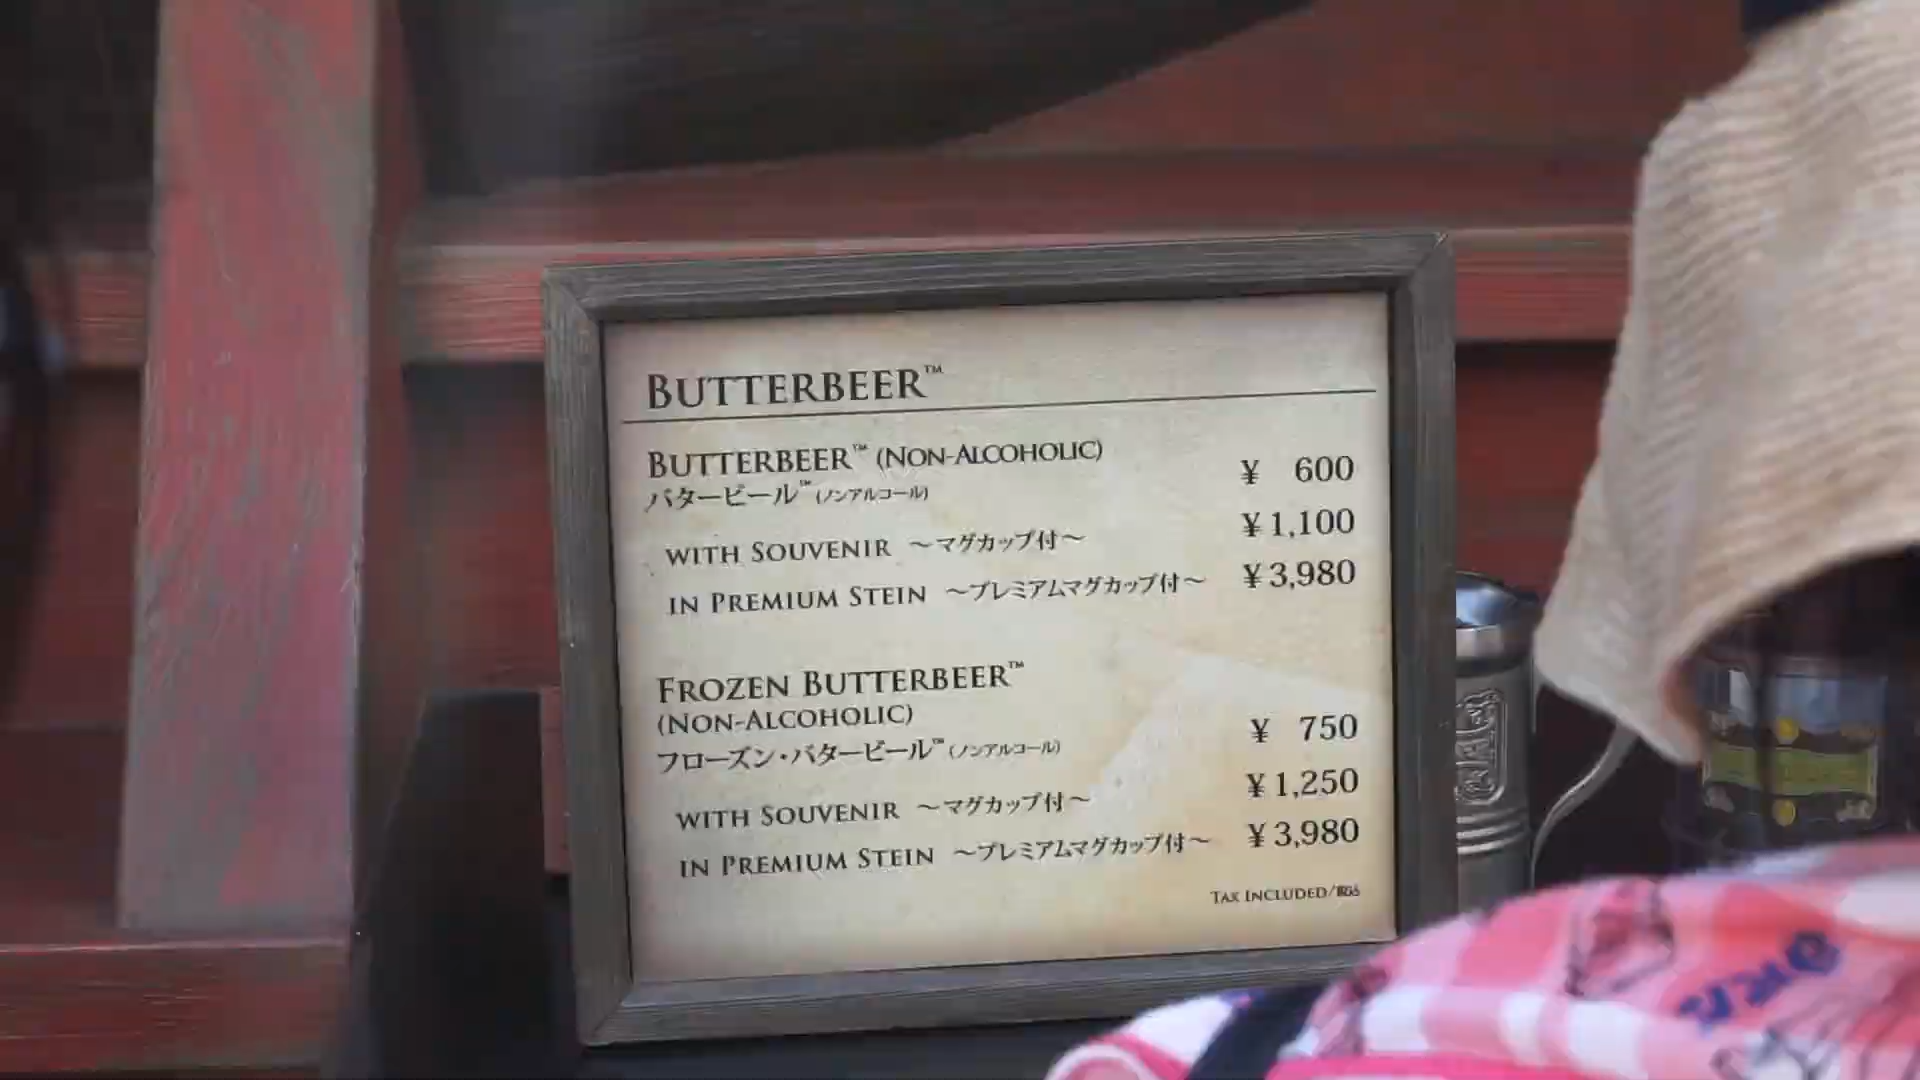 BUTTERBEER™
BUTTERBEER™ (NON-ALCOHOLIC)
バタービール™(ノンアルコール)
¥ 600
WITH SOUVENIR ～マグカップ付～ ¥1,100
IN PREMIUM STEIN ～プレミアムマグカップ付～ ¥3,980
FROZEN BUTTERBEER™
(NON-ALCOHOLIC)
フローズン・バタービール™(ノンアルコール)
¥ 750
WITH SOUVENIR ～マグカップ付～ ¥1,250
IN PREMIUM STEIN ～プレミアムマグカップ付～ ¥3,980
TAX INCLUDED/